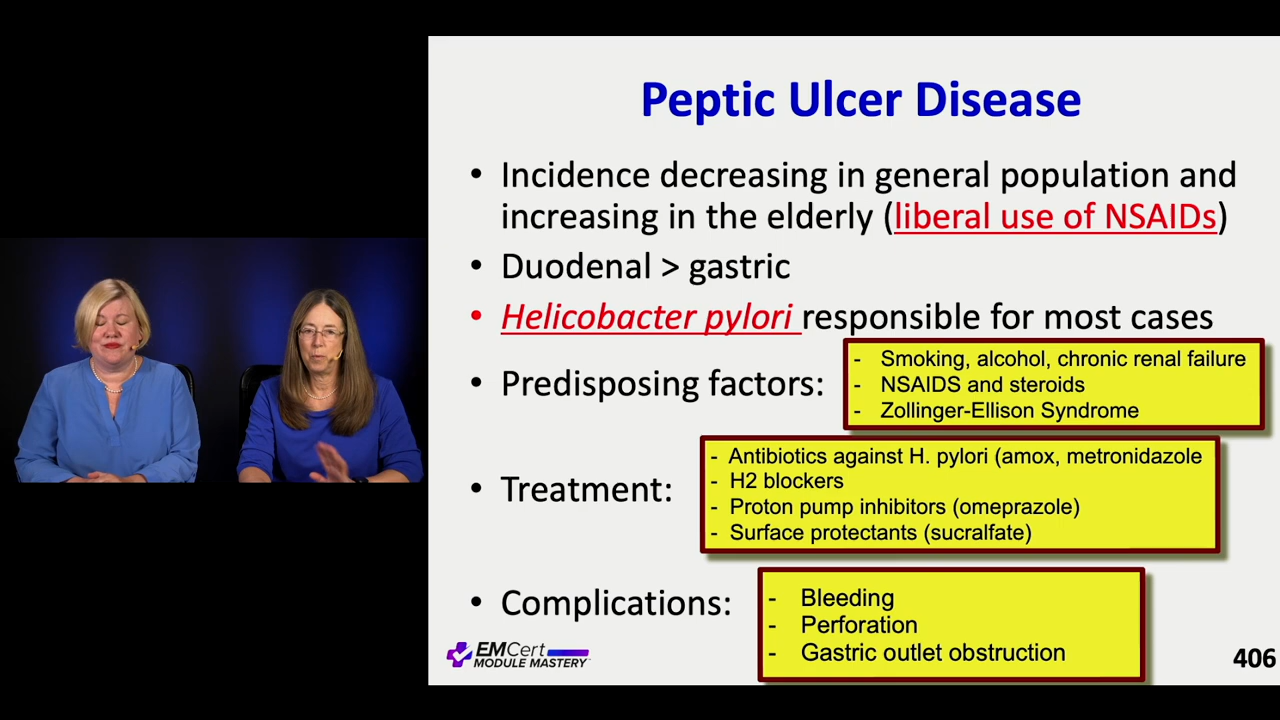 Peptic Ulcer Disease
• Incidence decreasing in general population and
increasing in the elderly (liberal use of NSAIDs)
• Duodenal > gastric
• Helicobacter pylori responsible for most cases
• Predisposing factors:
- Smoking, alcohol, chronic renal failure
- NSAIDS and steroids
- Zollinger-Ellison Syndrome
• Treatment:
- Antibiotics against H. pylori (amox, metronidazole
- H2 blockers
- Proton pump inhibitors (omeprazole)
- Surface protectants (sucralfate)
• Complications:
- Bleeding
- Perforation
- Gastric outlet obstruction
EMCert
MODULE MASTERY
406